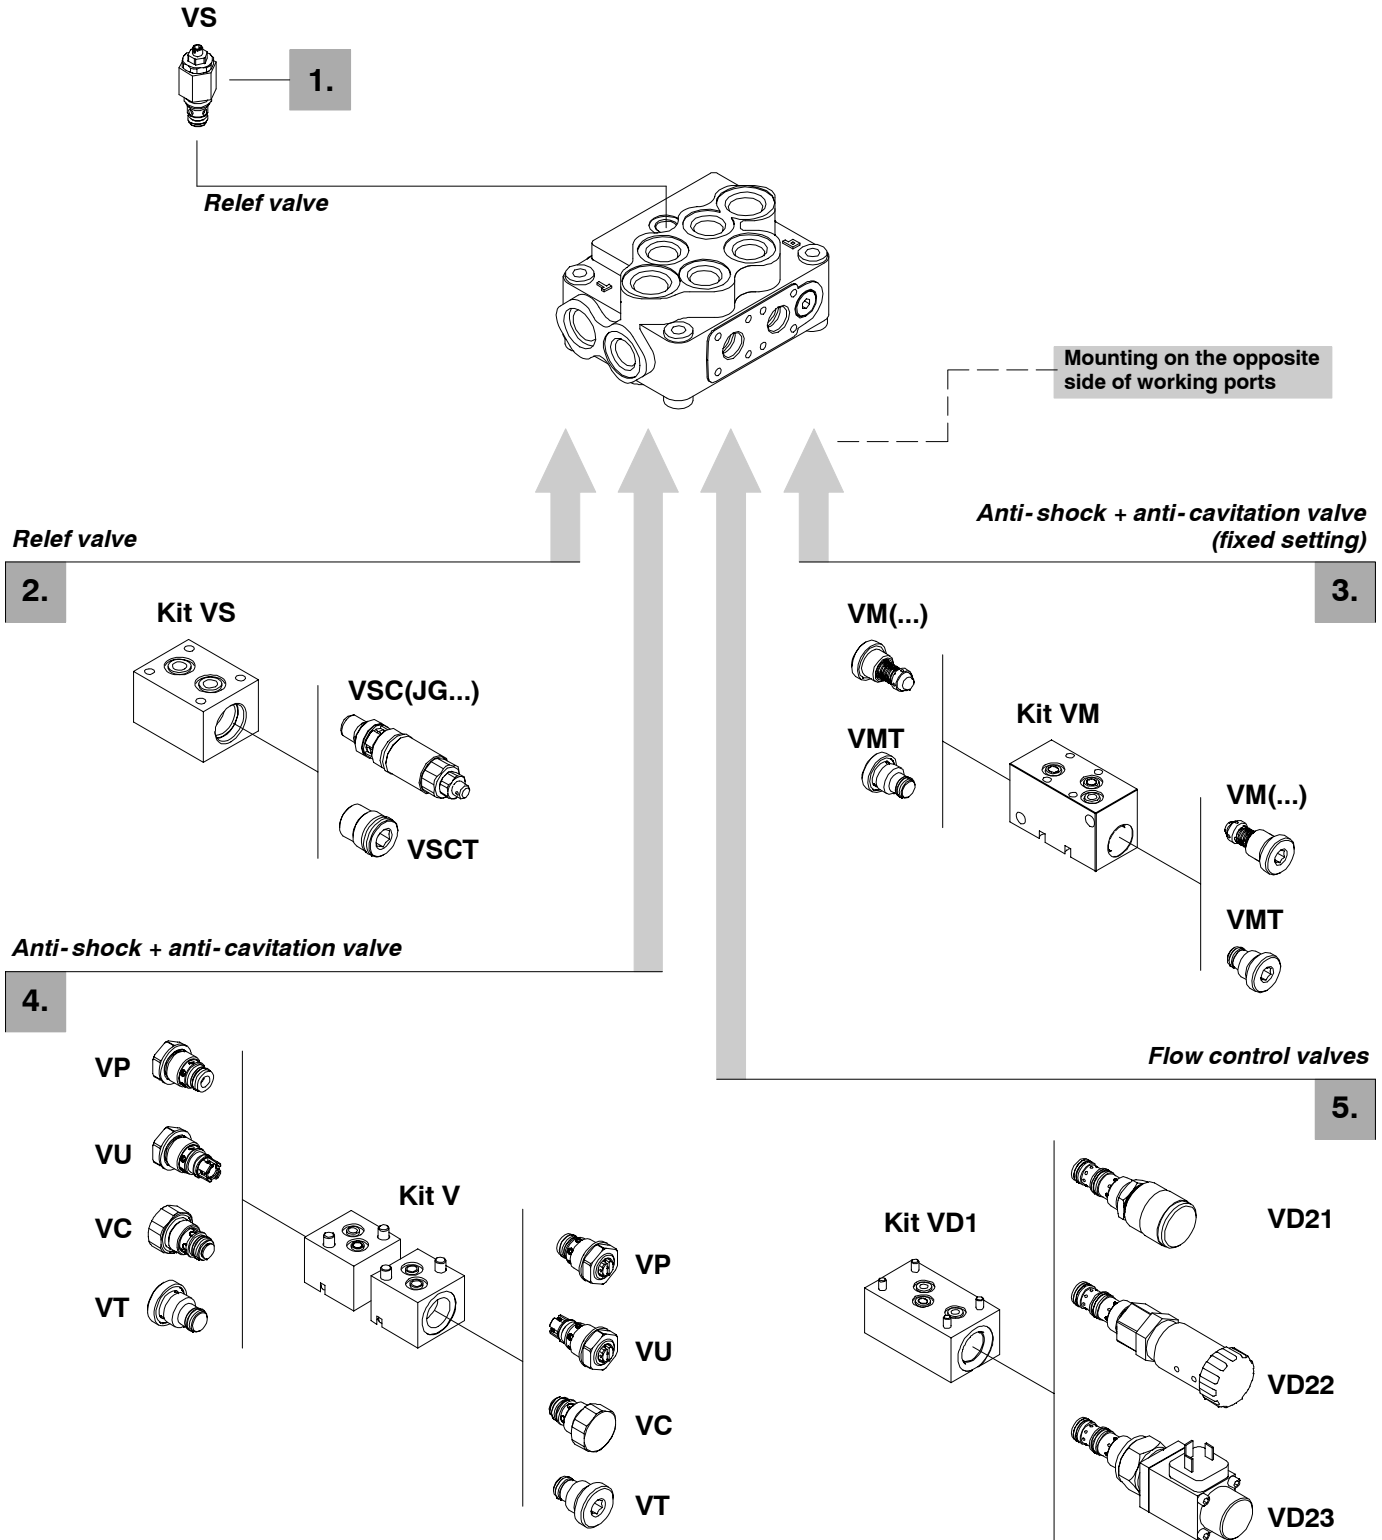 VS
1.
Relef valve
Mounting on the opposite
side of working ports
Relef valve
Anti-shock + anti-cavitation valve
(fixed setting)
2.
3.
Kit VS
VSC(JG...)
VSCT
VM(...)
VMT
Kit VM
VM(...)
VMT
Anti-shock + anti-cavitation valve
4.
VP
VU
VC
VT
Kit V
VP
VU
VC
VT
Flow control valves
5.
Kit VD1
VD21
VD22
VD23
T
P